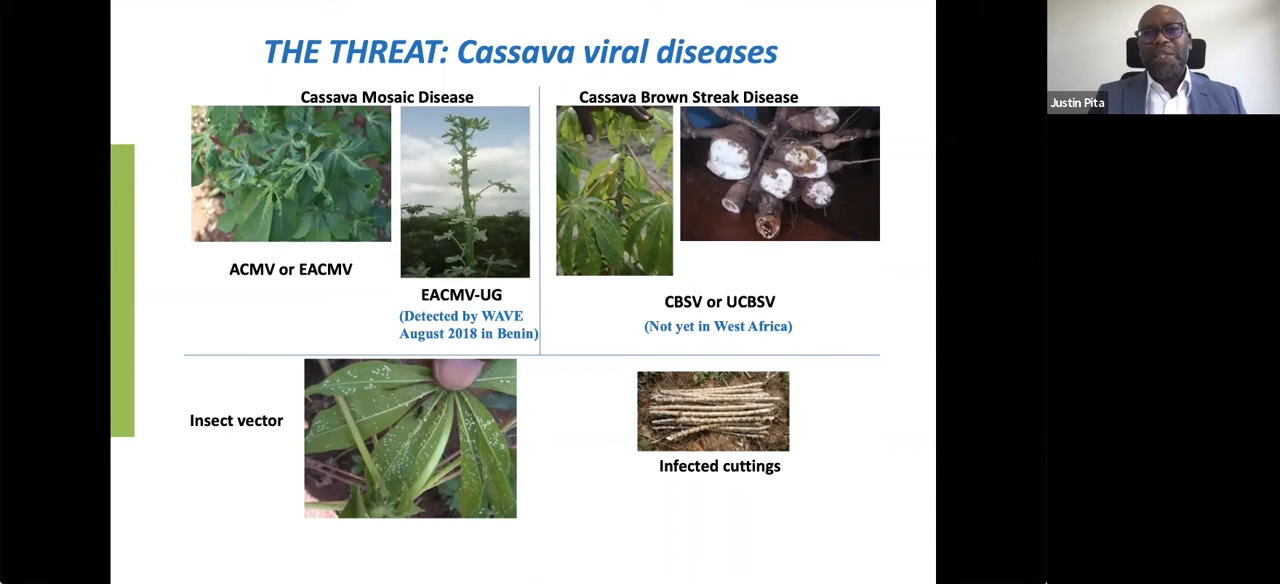 THE THREAT: Cassava viral diseases
Cassava Mosaic Disease
Cassava Brown Streak Disease
ACMV or EACMV
EACMV-UG
(Detected by WAVE
August 2018 in Benin)
CBSV or UCBSV
(Not yet in West Africa)
Insect vector
Infected cuttings
Justin Pita